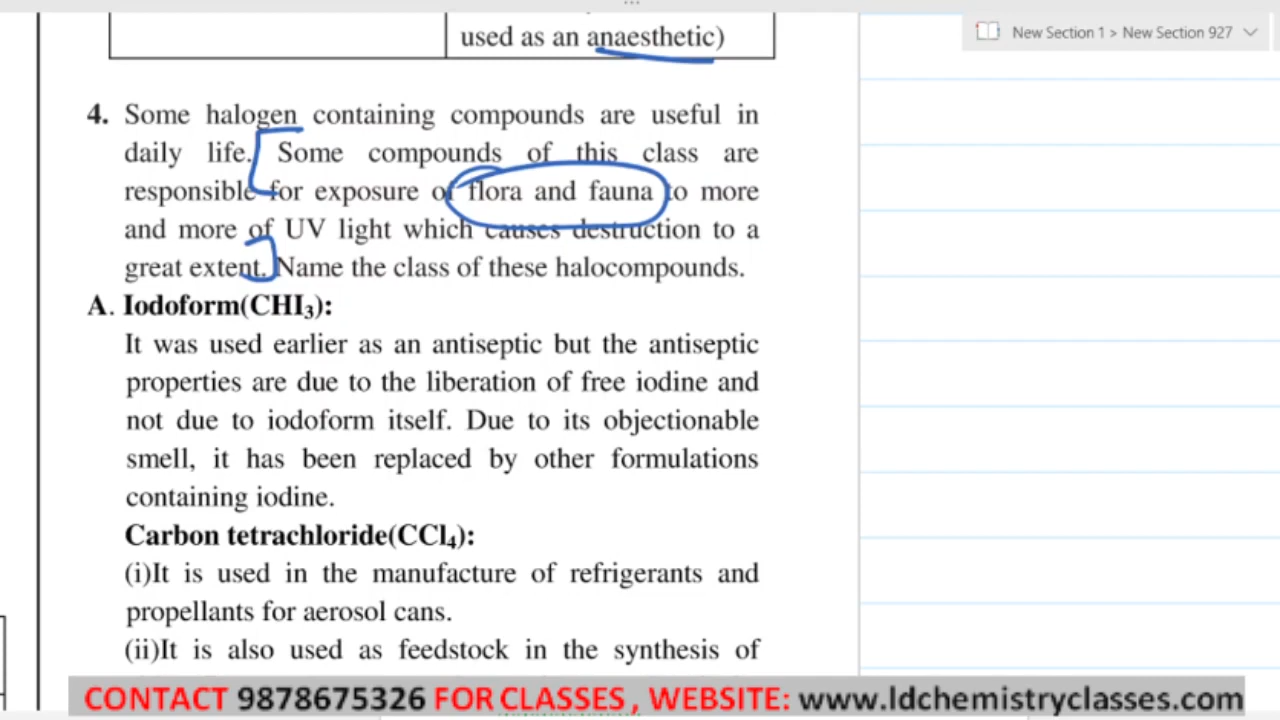 used as an anaesthetic)
New Section 1 > New Section 927
4. Some halogen containing compounds are useful in
daily life. Some compounds of this class are
responsible for exposure of flora and fauna to more
and more of UV light which causes destruction to a
great extent. Name the class of these halocompounds.
A. Iodoform(CHI₃):
It was used earlier as an antiseptic but the antiseptic
properties are due to the liberation of free iodine and
not due to iodoform itself. Due to its objectionable
smell, it has been replaced by other formulations
containing iodine.
Carbon tetrachloride(CCl₄):
(i)It is used in the manufacture of refrigerants and
propellants for aerosol cans.
(ii)It is also used as feedstock in the synthesis of
CONTACT 9878675326 FOR CLASSES , WEBSITE: www.ldchemistryclasses.com